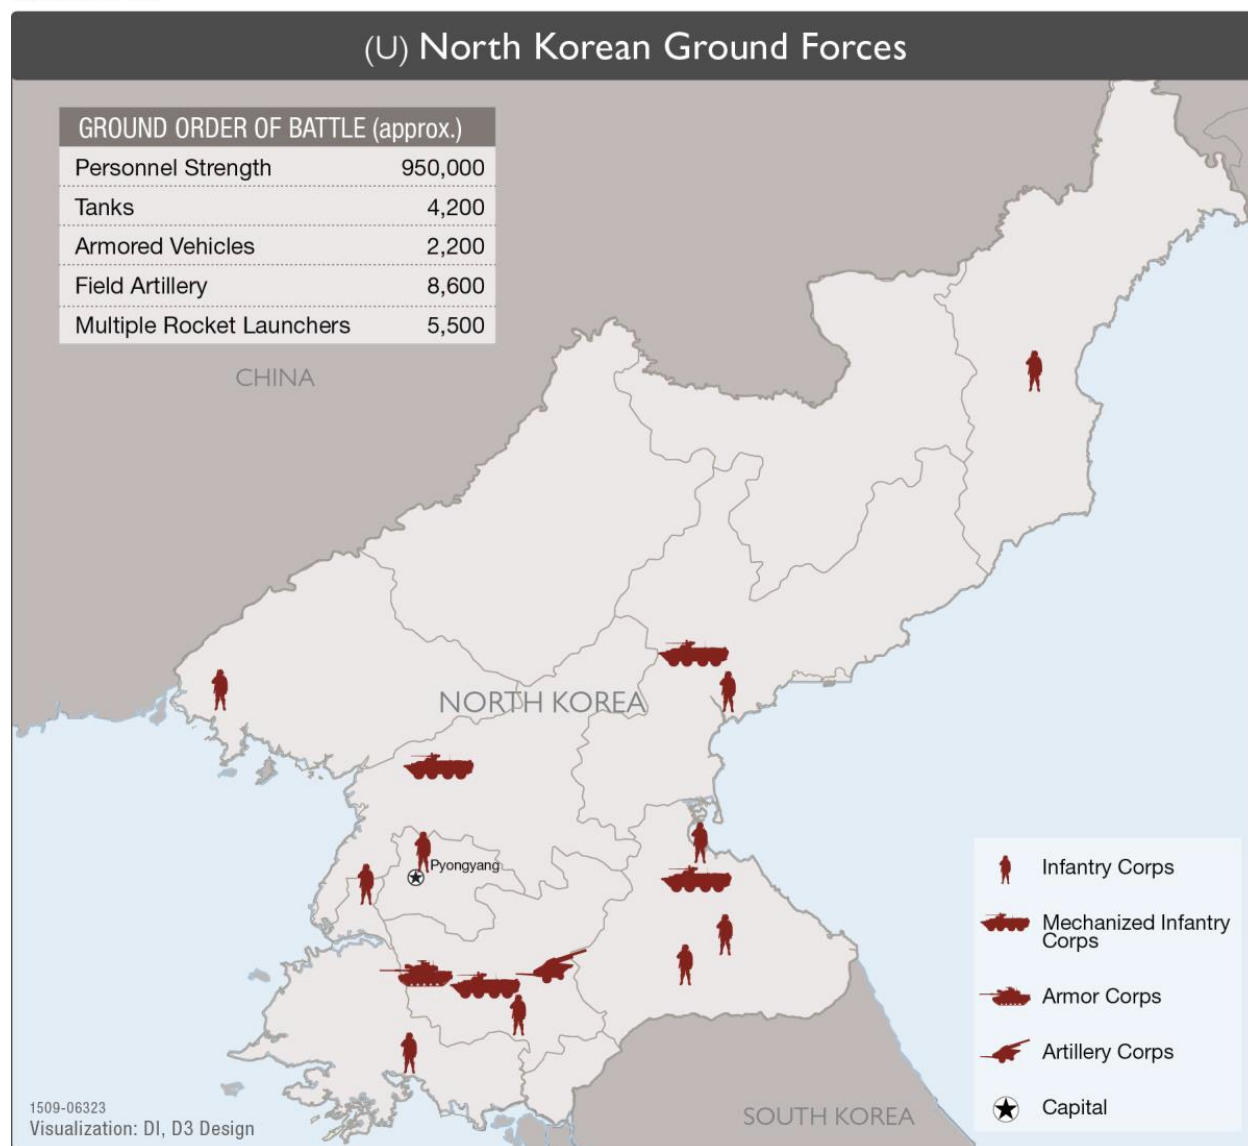 (U) North Korean Ground Forces
GROUND ORDER OF BATTLE (approx.)
Personnel Strength 950,000
Tanks 4,200
Armored Vehicles 2,200
Field Artillery 8,600
Multiple Rocket Launchers 5,500
CHINA
NORTH KOREA
Pyongyang
Infantry Corps
Mechanized Infantry
Corps
Armor Corps
Artillery Corps
Capital
SOUTH KOREA
1509-06323
Visualization: DI, D3 Design